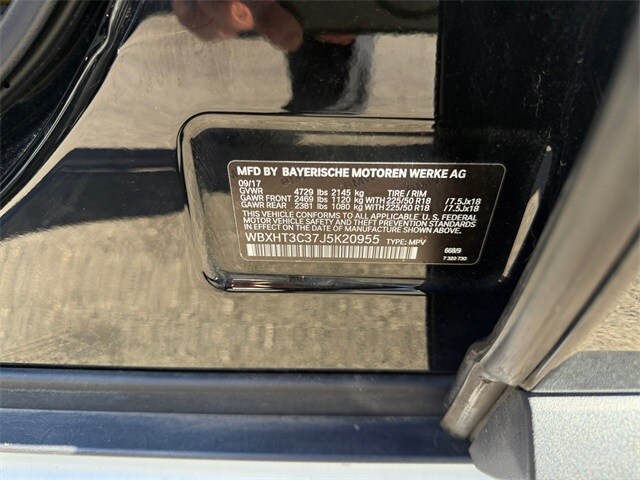 MFD BY BAYERISCHE MOTOREN WERKE AG
09/17
GVWR 4729 lbs 2145 kg TIRE / RIM
GAWR FRONT 2469 lbs 1120 kg WITH 225/50 R18 /7.5Jx18
GAWR REAR 2381 lbs 1080 kg WITH 225/50 R18 /7.5Jx18
THIS VEHICLE CONFORMS TO ALL APPLICABLE U. S. FEDERAL
MOTOR VEHICLE SAFETY AND THEFT PREVENTION STANDARDS
IN EFFECT ON THE DATE OF MANUFACTURE SHOWN ABOVE.
WBXHT3C37J5K20955 TYPE: MPV
668/9
7 320 730